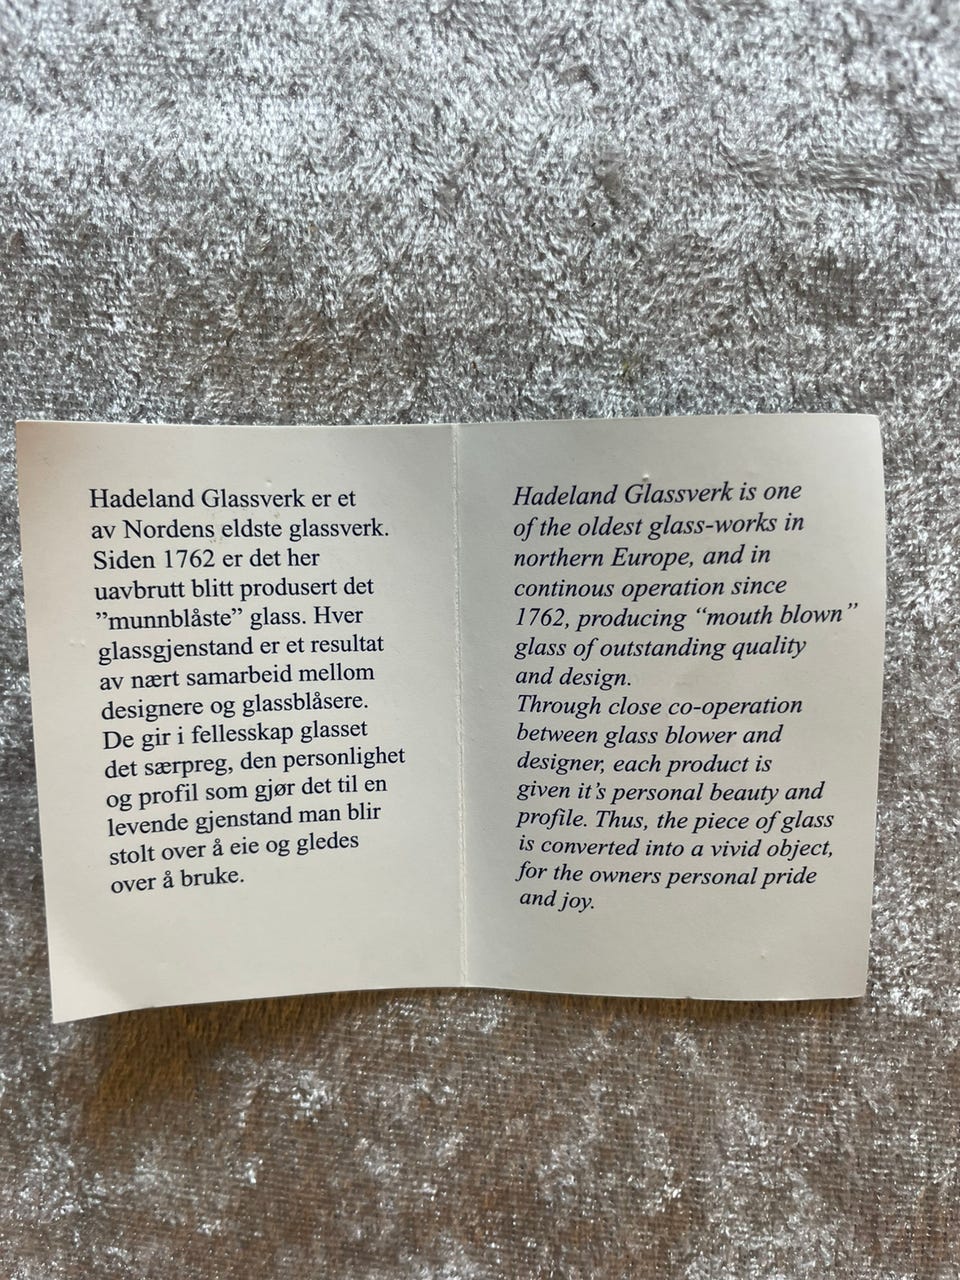 Hadeland Glassverk er et
av Nordens eldste glassverk.
Siden 1762 er det her
uavbrutt blitt produsert det
”munnblåste” glass. Hver
glassgjenstand er et resultat
av nært samarbeid mellom
designere og glassblåsere.
De gir i fellesskap glasset
det særpreg, den personlighet
og profil som gjør det til en
levende gjenstand man blir
stolt over å eie og gledes
over å bruke.
Hadeland Glassverk is one
of the oldest glass-works in
northern Europe, and in
continous operation since
1762, producing “mouth blown”
glass of outstanding quality
and design.
Through close co-operation
between glass blower and
designer, each product is
given it’s personal beauty and
profile. Thus, the piece of glass
is converted into a vivid object,
for the owners personal pride
and joy.